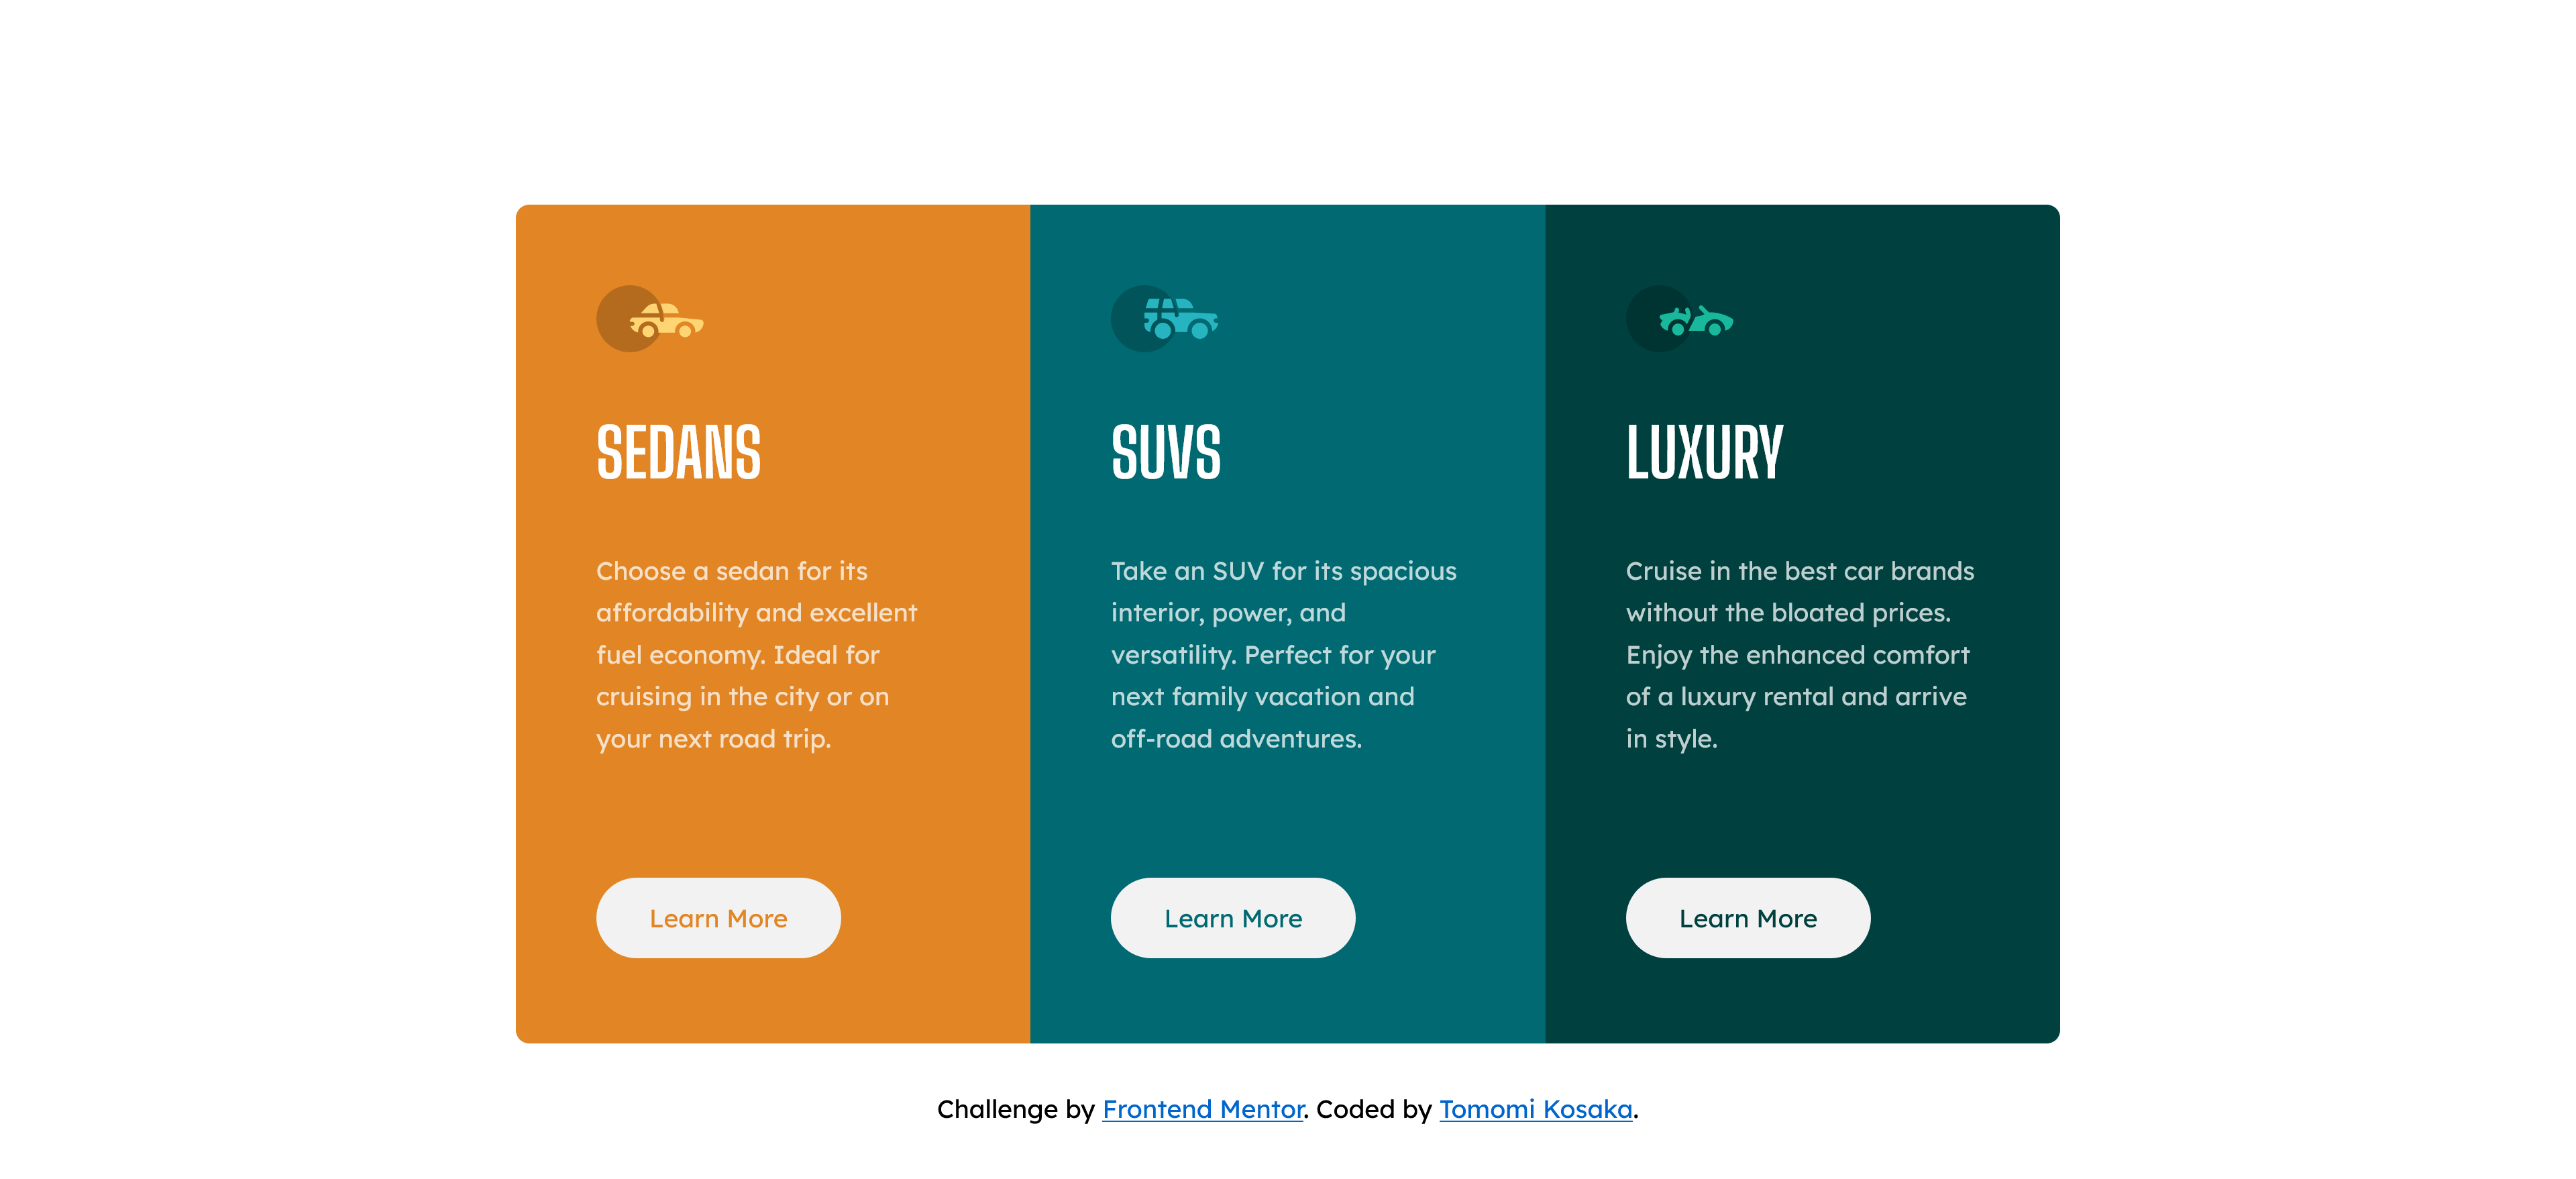 SEDANS
Choose a sedan for its
affordability and excellent
fuel economy. Ideal for
cruising in the city or on
your next road trip.
Learn More
SUVS
Take an SUV for its spacious
interior, power, and
versatility. Perfect for your
next family vacation and
off-road adventures.
Learn More
LUXURY
Cruise in the best car brands
without the bloated prices.
Enjoy the enhanced comfort
of a luxury rental and arrive
in style.
Learn More
Challenge by Frontend Mentor. Coded by Tomomi Kosaka.